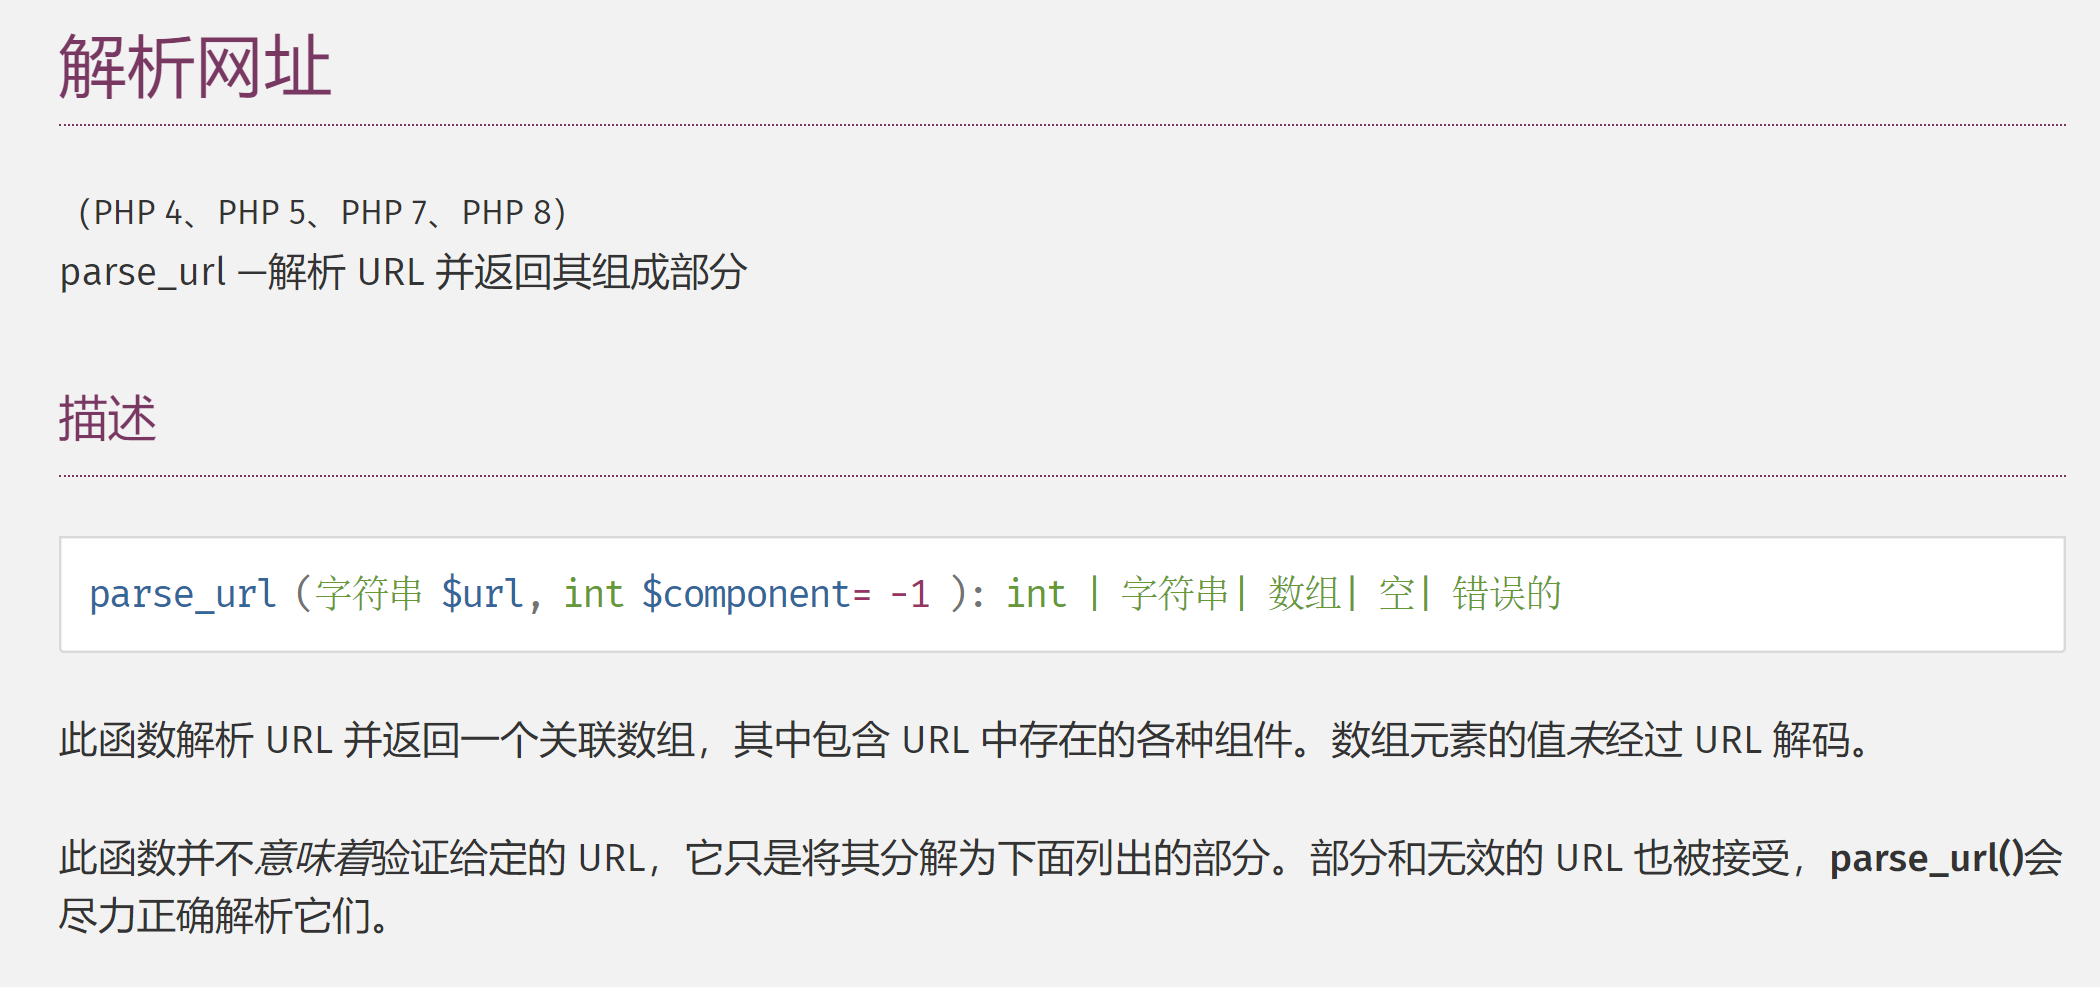 解析网址
（PHP 4、PHP 5、PHP 7、PHP 8）
parse_url —解析 URL 并返回其组成部分
描述
parse_url (字符串 $url, int $component= -1 ): int | 字符串| 数组| 空| 错误的
此函数解析 URL 并返回一个关联数组，其中包含 URL 中存在的各种组件。数组元素的值未经过 URL 解码。
此函数并不意味着验证给定的 URL，它只是将其分解为下面列出的部分。部分和无效的 URL 也被接受，parse_url()会
尽力正确解析它们。